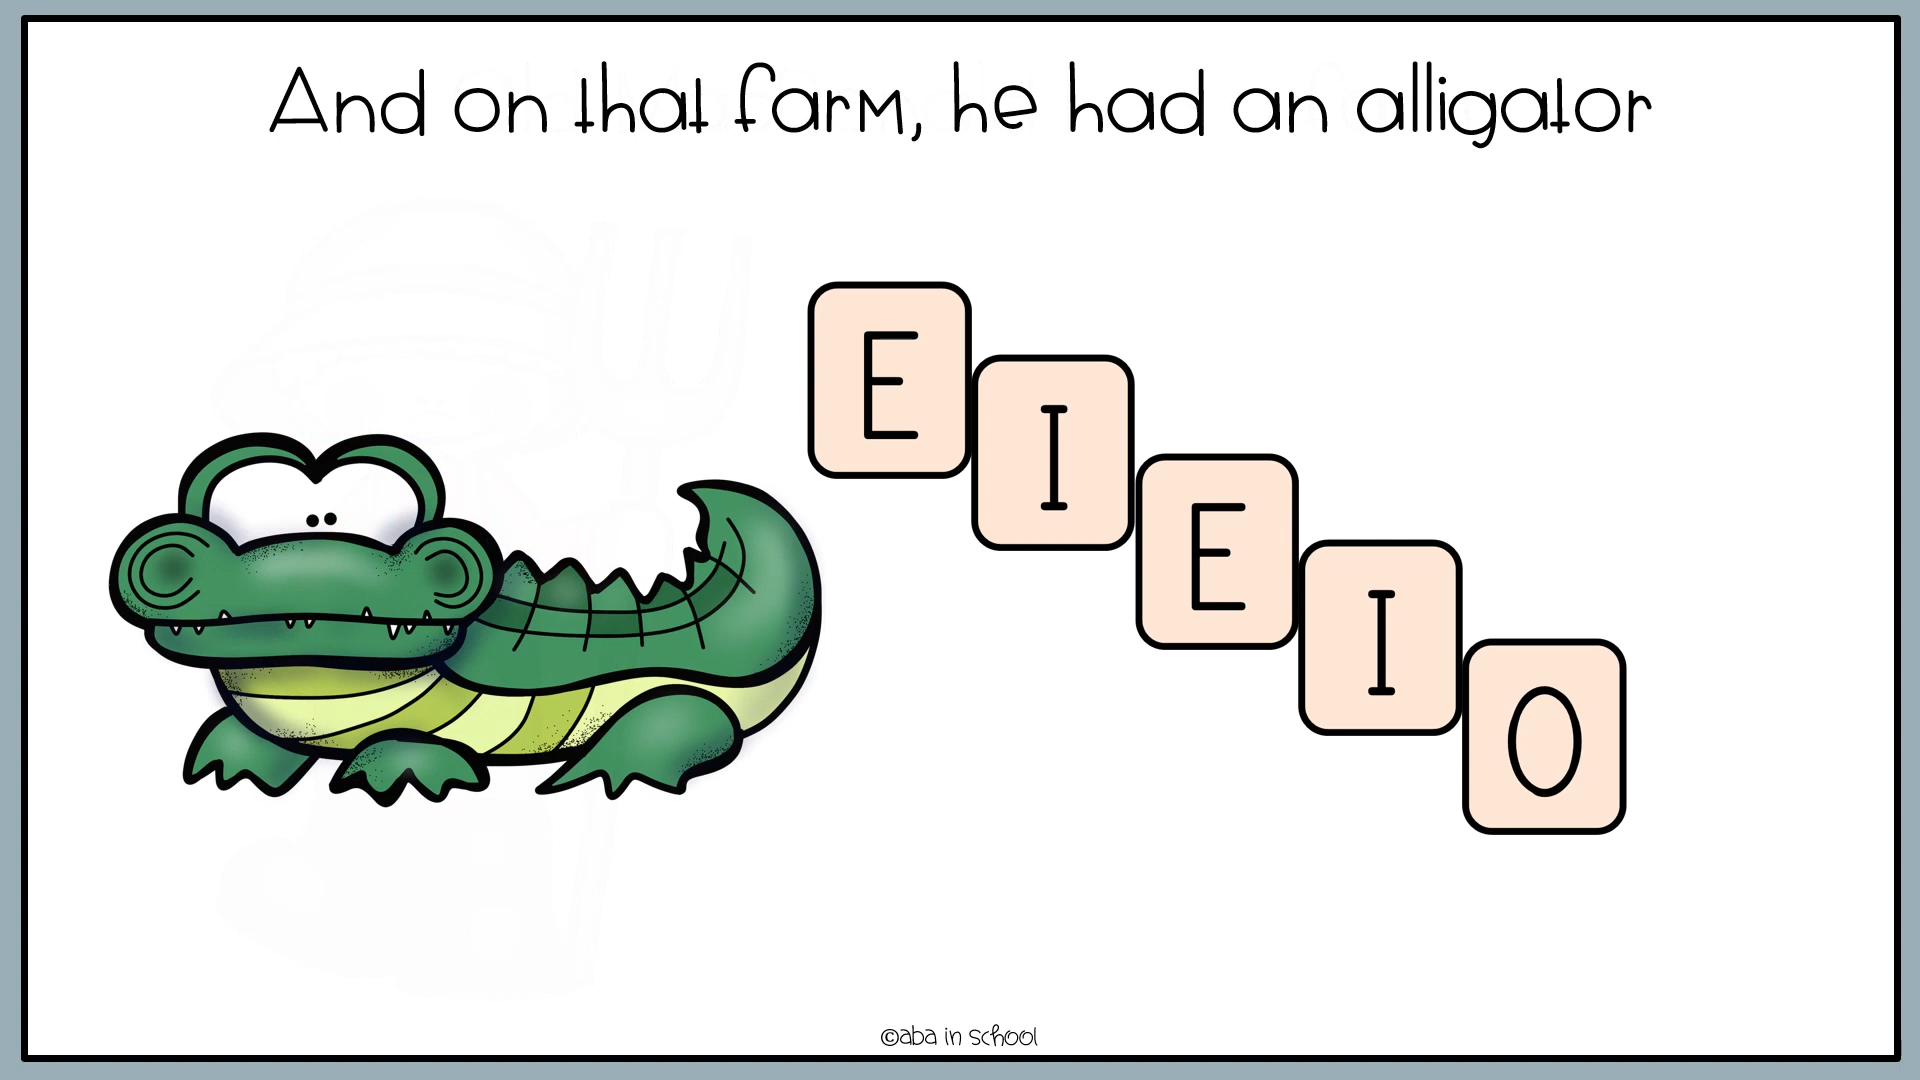 And on that farm, he had an alligator
E
I
E
I
O
©aba in school